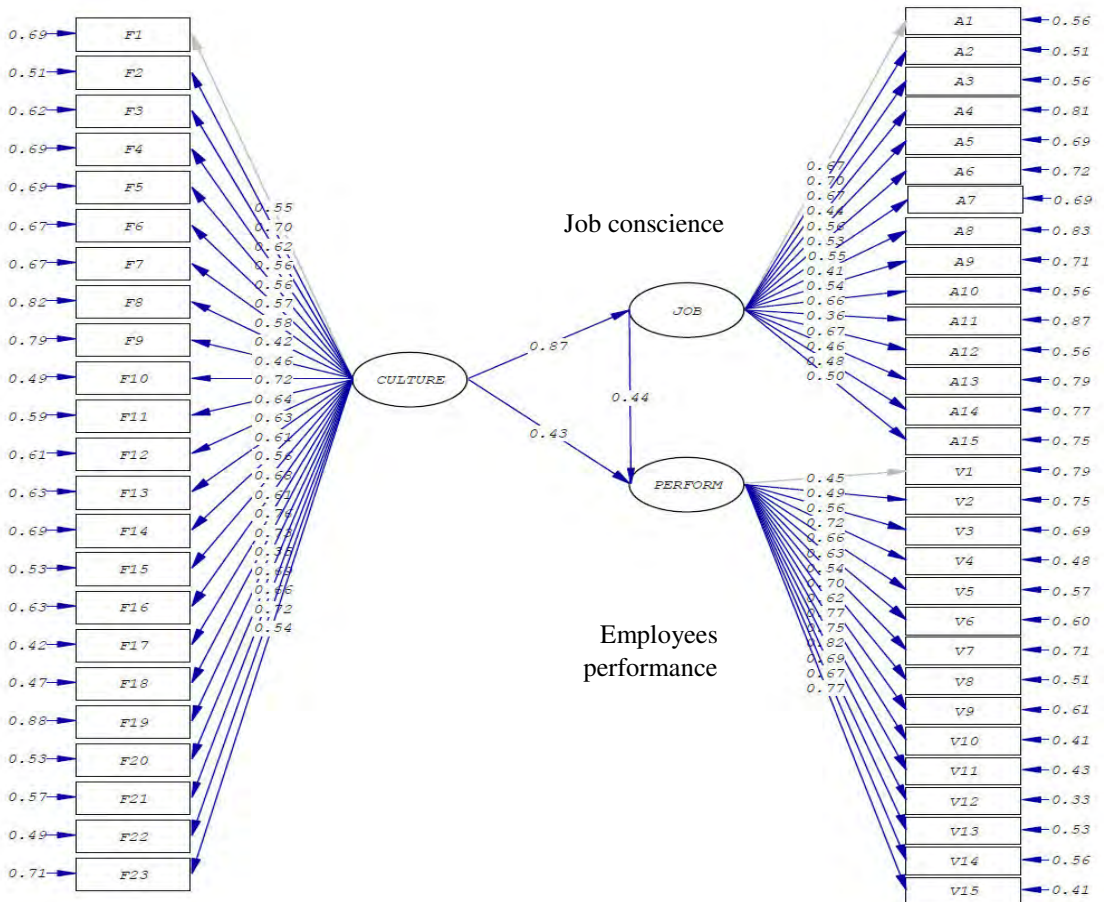 0.69 F1
0.51 F2
0.62 F3
0.69 F4
0.69 F5
0.67 F6
0.67 F7
0.82 F8
0.79 F9
0.49 F10
0.59 F11
0.61 F12
0.63 F13
0.69 F14
0.53 F15
0.63 F16
0.42 F17
0.47 F18
0.88 F19
0.53 F20
0.57 F21
0.49 F22
0.71 F23
0.55
0.70
0.62
0.56
0.56
0.57
0.58
0.42
0.46
0.72
0.64
0.63
0.61
0.56
0.68
0.61
0.76
0.73
0.35
0.69
0.66
0.72
0.54
CULTURE
0.87
0.43
Job conscience
JOB
0.44
PERFORM
Employees
performance
0.67
0.70
0.67
0.44
0.56
0.53
0.55
0.41
0.54
0.66
0.36
0.67
0.46
0.48
0.50
0.45
0.49
0.56
0.72
0.66
0.63
0.54
0.70
0.62
0.77
0.75
0.82
0.69
0.67
0.77
A1 0.56
A2 0.51
A3 0.56
A4 0.81
A5 0.69
A6 0.72
A7 0.69
A8 0.83
A9 0.71
A10 0.56
A11 0.87
A12 0.56
A13 0.79
A14 0.77
A15 0.75
V1 0.79
V2 0.75
V3 0.69
V4 0.48
V5 0.57
V6 0.60
V7 0.71
V8 0.51
V9 0.61
V10 0.41
V11 0.43
V12 0.33
V13 0.53
V14 0.56
V15 0.41